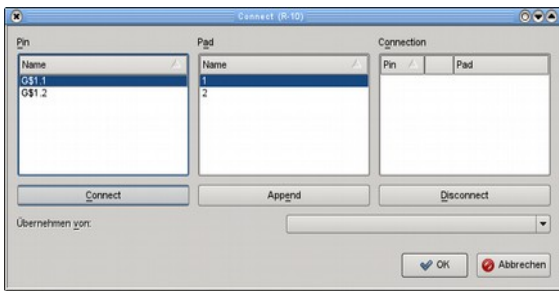 Connect (R-10)
Pin
Pad
Connection
Name
Name
Pin
Pad
G$1.1
G$1.2
1
2
Connect
Append
Disconnect
Übernehmen von:
OK
Abbrechen